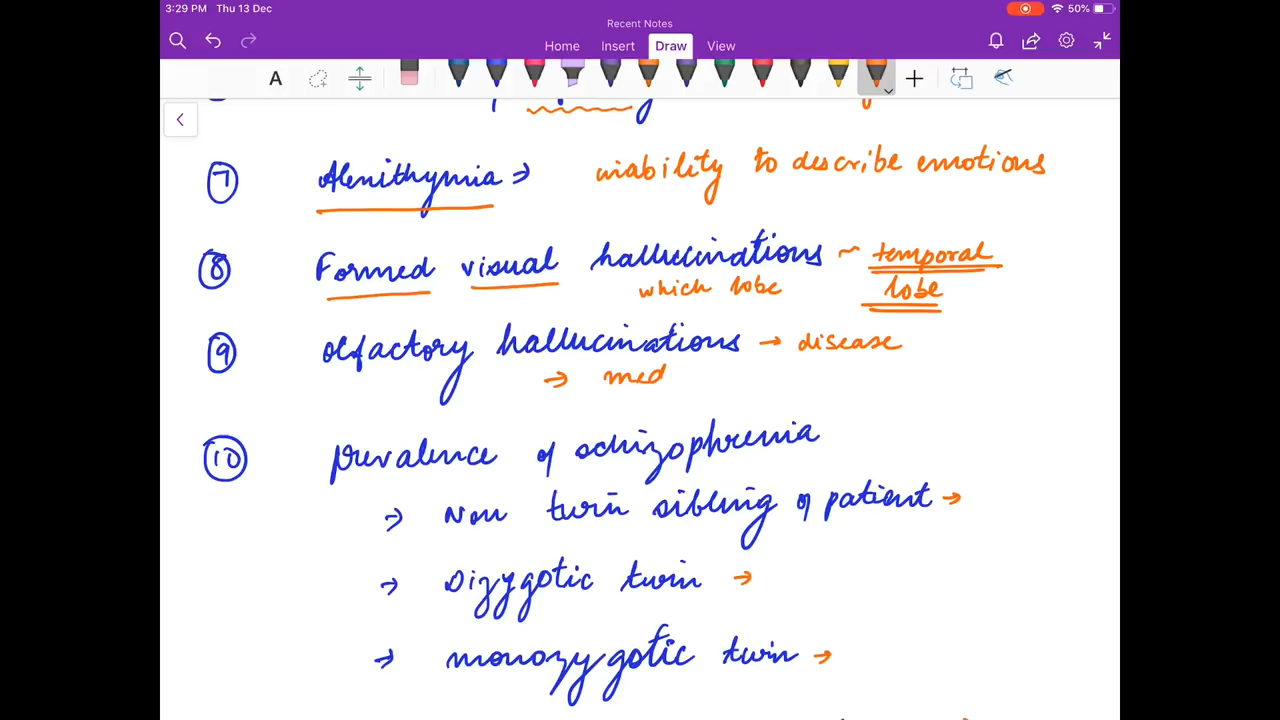 3:29 PM Thu 13 Dec 50%
Recent Notes
Home Insert Draw View
A
7 Alenithymia ⇒ inability to describe emotions
8 Formed visual hallucinations ~ temporal
which lobe lobe
9 Olfactory hallucinations → disease
→ med
10 Prevalence of schizophrenia
→ Non twin sibling of patient →
→ Dizygotic twin →
→ monozygotic twin →